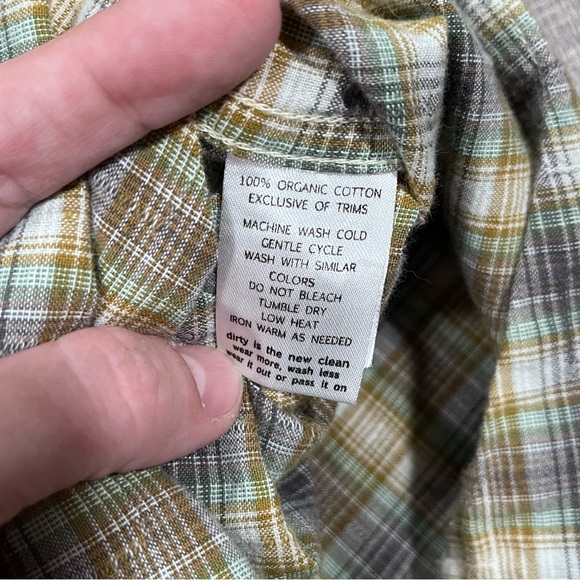 100% ORGANIC COTTON
EXCLUSIVE OF TRIMS
MACHINE WASH COLD
GENTLE CYCLE
WASH WITH SIMILAR
COLORS
DO NOT BLEACH
TUMBLE DRY
LOW HEAT
IRON WARM AS NEEDED
dirty is the new clean
wear more, wash less
wear it out or pass it on